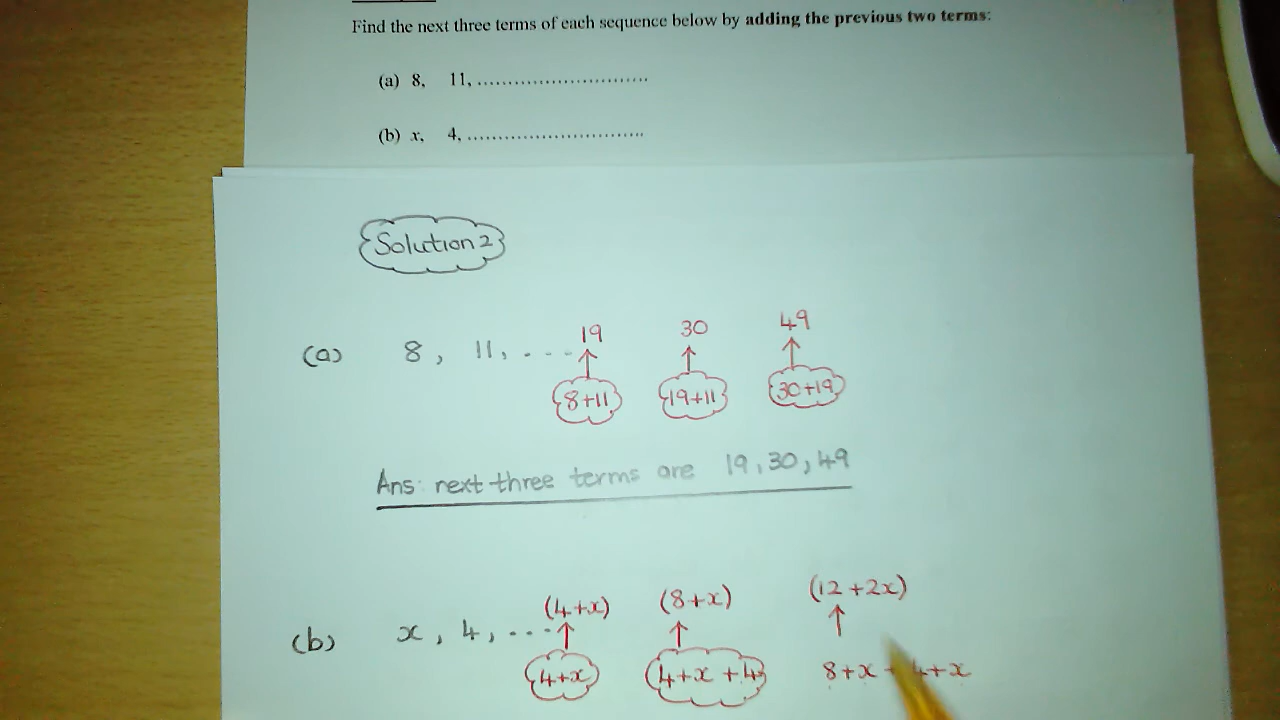 Find the next three terms of each sequence below by adding the previous two terms:
(a) 8, 11, ............................
(b) x, 4, .............................
Solution 2
19 30 49
(a) 8, 11, ....
8+11 19+11 30+19
Ans: next three terms are 19, 30, 49
(4+x) (8+x) (12+2x)
(b) x, 4, ....
4+x 4+x+4 8+x+4+x